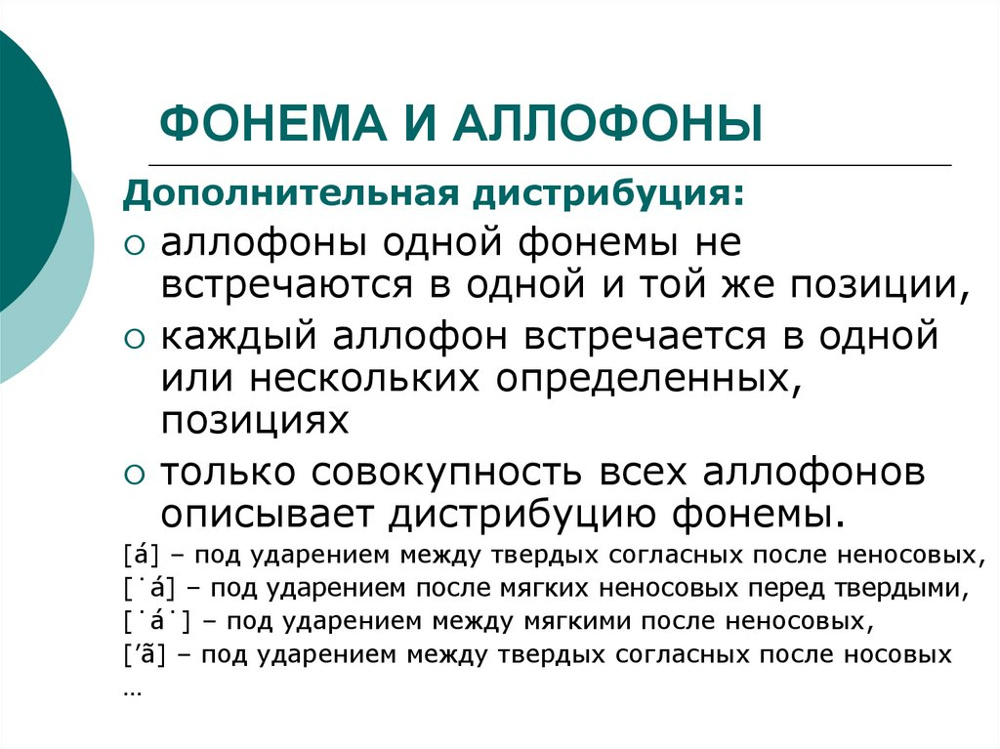 ФОНЕМА И АЛЛОФОНЫ
Дополнительная дистрибуция:
аллофоны одной фонемы не
встречаются в одной и той же позиции,
каждый аллофон встречается в одной
или нескольких определенных,
позициях
только совокупность всех аллофонов
описывает дистрибуцию фонемы.
[á] – под ударением между твердых согласных после неносовых,
[˙á] – под ударением после мягких неносовых перед твердыми,
[˙á˙] – под ударением между мягкими после неносовых,
[’ã] – под ударением между твердых согласных после носовых
…